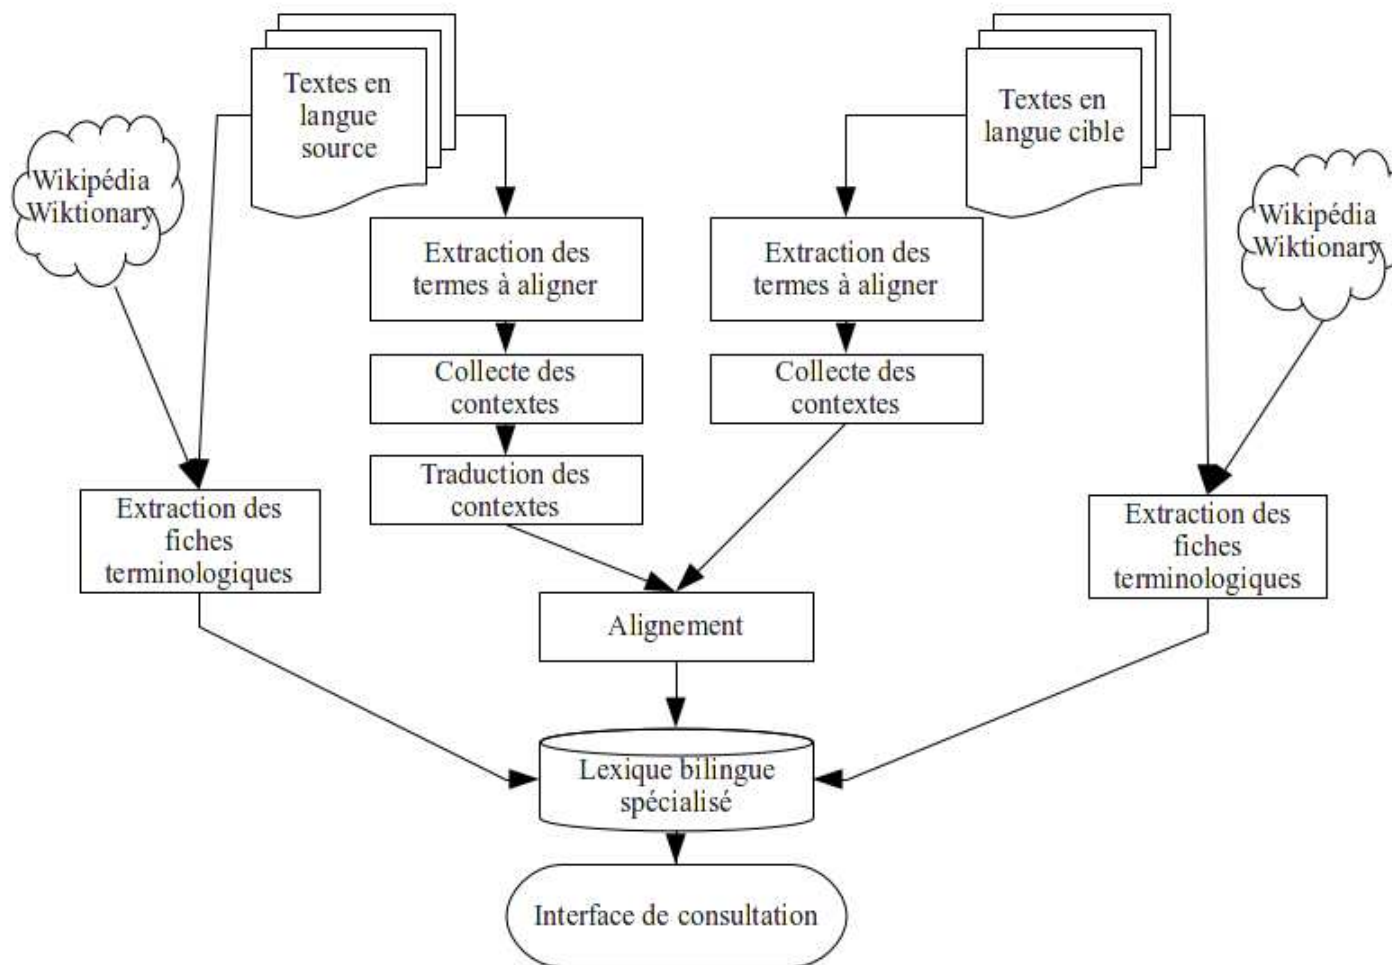 Textes en
langue
source
Textes en
langue cible
Wikipédia
Wiktionary
Wikipédia
Wiktionary
Extraction des
termes à aligner
Extraction des
termes à aligner
Collecte des
contextes
Collecte des
contextes
Traduction des
contextes
Extraction des
fiches
terminologiques
Extraction des
fiches
terminologiques
Alignement
Lexique bilingue
spécialisé
Interface de consultation